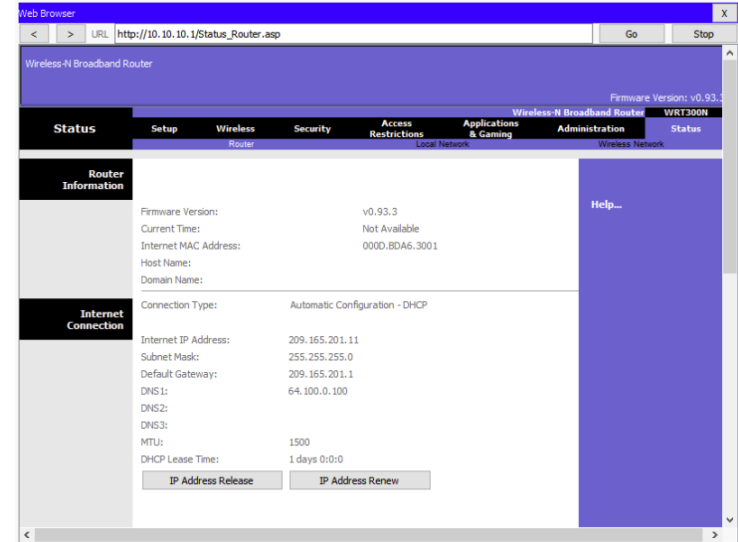 Web Browser X
< > URL http://10.10.10.1/Status_Router.asp Go Stop
Wireless-N Broadband Router
Firmware Version: v0.93.3
Wireless-N Broadband Router WRT300N
Status Setup Wireless Security Access Restrictions Applications & Gaming Administration Status
Router Local Network Wireless Network
Router Information
Help...
Firmware Version: v0.93.3
Current Time: Not Available
Internet MAC Address: 000D.BDA6.3001
Host Name:
Domain Name:
Internet Connection
Connection Type: Automatic Configuration - DHCP
Internet IP Address: 209.165.201.11
Subnet Mask: 255.255.255.0
Default Gateway: 209.165.201.1
DNS1: 64.100.0.100
DNS2:
DNS3:
MTU: 1500
DHCP Lease Time: 1 days 0:0:0
IP Address Release IP Address Renew